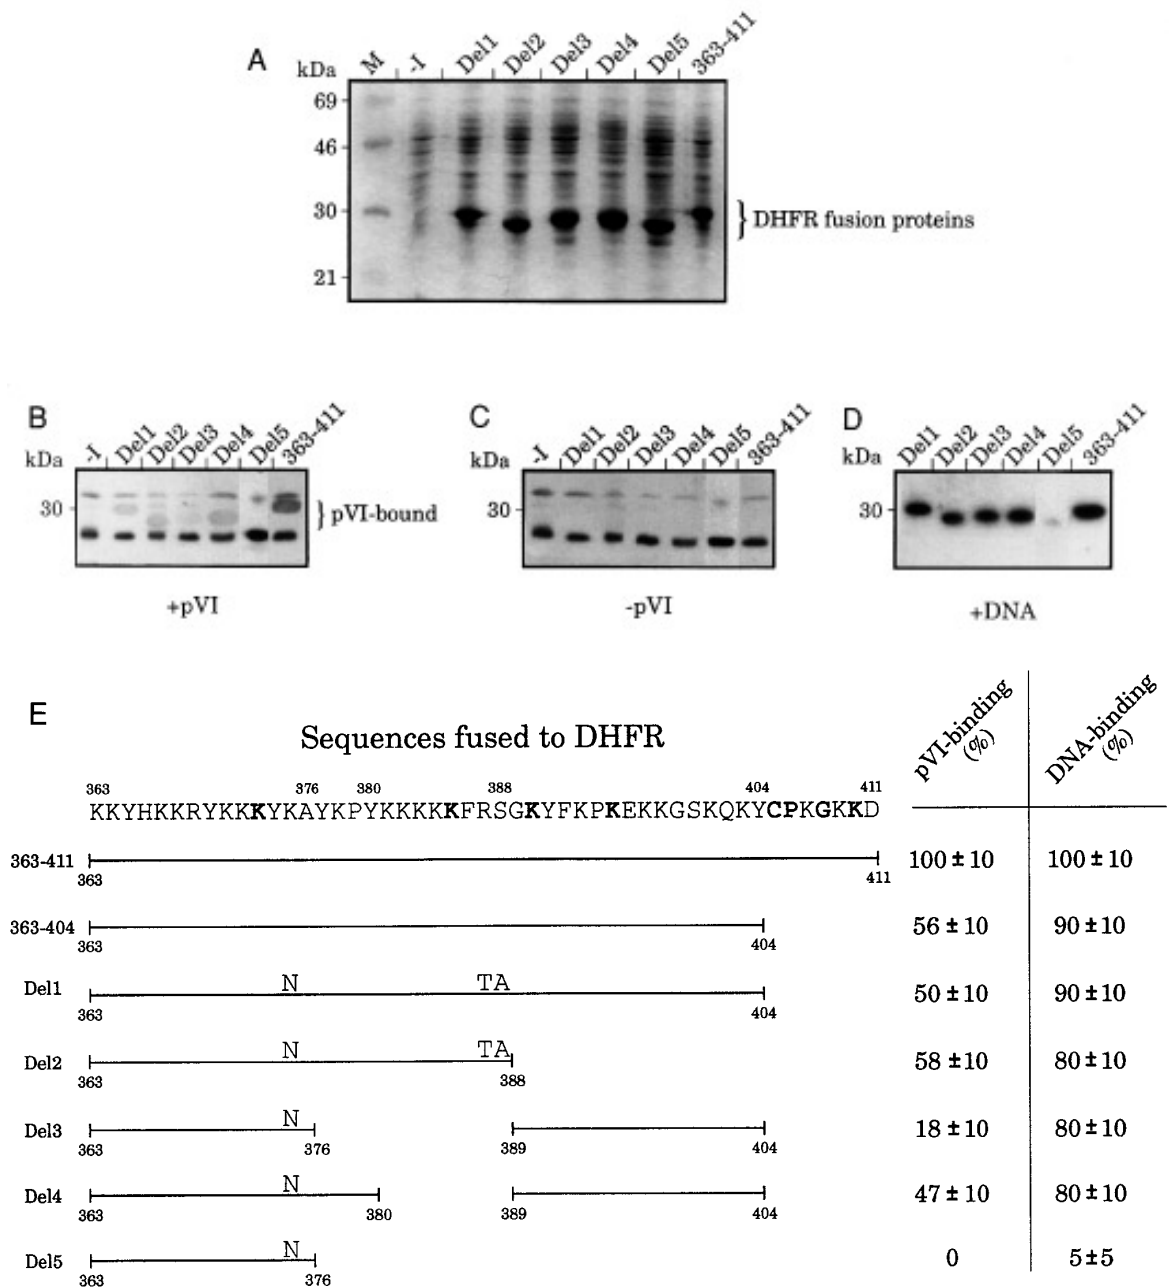 A
kDa M -I Del1 Del2 Del3 Del4 Del5 363-411
69
46
30
21
DHFR fusion proteins
B
kDa -I Del1 Del2 Del3 Del4 Del5 363-411
30
pVI-bound
+pVI
C
kDa -I Del1 Del2 Del3 Del4 Del5 363-411
30
-pVI
D
kDa Del1 Del2 Del3 Del4 Del5 363-411
30
+DNA
E
Sequences fused to DHFR
pVI-binding (%)
DNA-binding (%)
363 376 380 388 404 411
KKYHKKRYKKKYKAYKPYKKKKKFRSGKYFKPKEKKGSKQKYCPKGKKD
363-411 100 ± 10 100 ± 10
363 411
363-404 56 ± 10 90 ± 10
363 404
N TA
Del1 50 ± 10 90 ± 10
363 404
N TA
Del2 58 ± 10 80 ± 10
363 388
N
Del3 18 ± 10 80 ± 10
363 376 389 404
N
Del4 47 ± 10 80 ± 10
363 380 389 404
N
Del5 0 5 ± 5
363 376